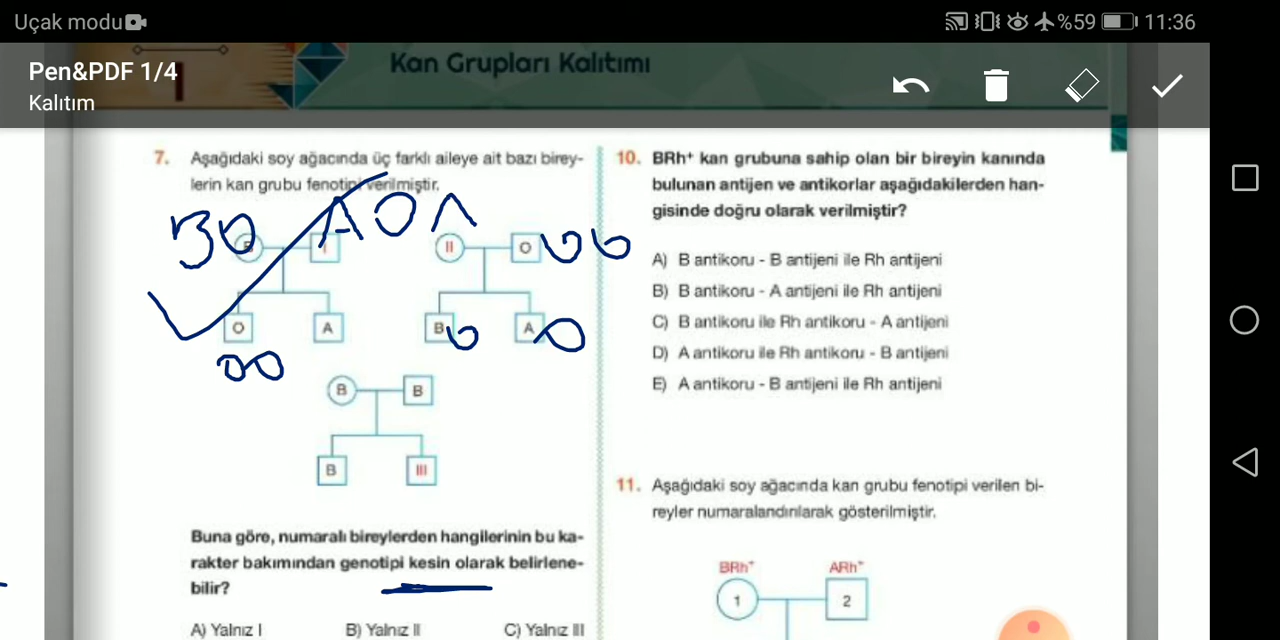 Uçak modu
%59 11:36
Pen&PDF 1/4
Kalıtım
1
Kan Grupları Kalıtımı
7. Aşağıdaki soy ağacında üç farklı aileye ait bazı birey-
lerin kan grubu fenotipi verilmiştir.
BO
AO
I
II
O
O
A
B
A
OO
B
B
B
III
Buna göre, numaralı bireylerden hangilerinin bu ka-
rakter bakımından genotipi kesin olarak belirlene-
bilir?
A) Yalnız I B) Yalnız II C) Yalnız III
10. BRh⁺ kan grubuna sahip olan bir bireyin kanında
bulunan antijen ve antikorlar aşağıdakilerden han-
gisinde doğru olarak verilmiştir?
A) B antikoru - B antijeni ile Rh antijeni
B) B antikoru - A antijeni ile Rh antijeni
C) B antikoru ile Rh antikoru - A antijeni
D) A antikoru ile Rh antikoru - B antijeni
E) A antikoru - B antijeni ile Rh antijeni
11. Aşağıdaki soy ağacında kan grubu fenotipi verilen bi-
reyler numaralandırılarak gösterilmiştir.
BRh⁺ ARh⁺
1 2